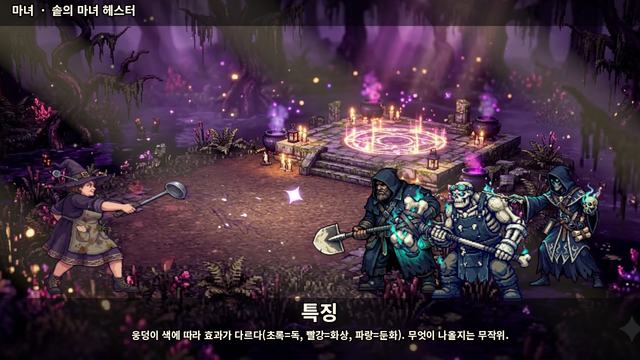 마녀 · 솥의 마녀 헤스터
특징
웅덩이 색에 따라 효과가 다르다(초록=독, 빨강=화상, 파랑=둔화). 무엇이 나올지는 무작위.